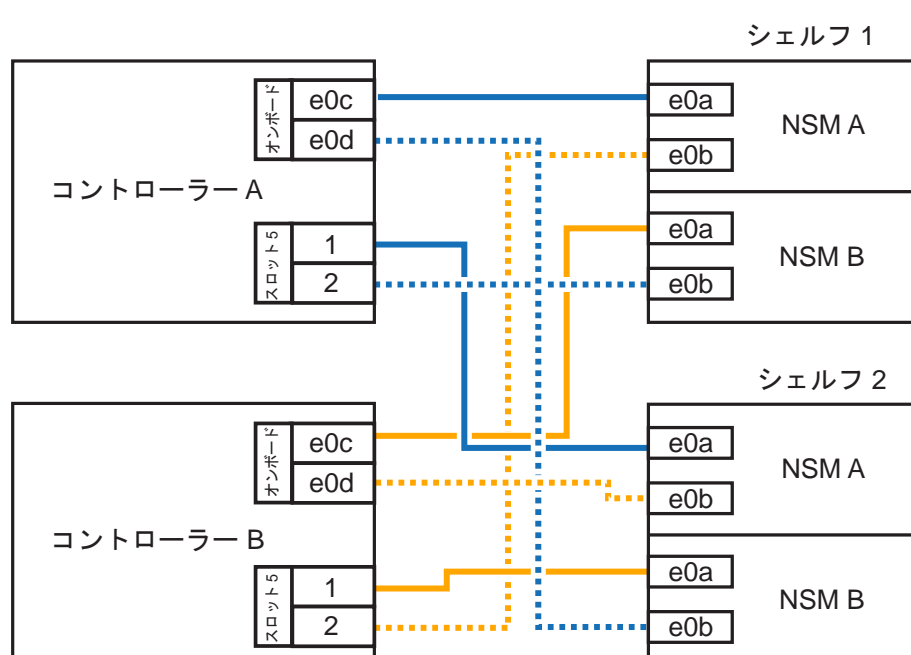 シェルフ 1
オンボード
e0c
e0d
コントローラー A
スロット5
1
2
e0a
e0b
NSM A
e0a
e0b
NSM B
シェルフ 2
オンボード
e0c
e0d
コントローラー B
スロット5
1
2
e0a
e0b
NSM A
e0a
e0b
NSM B